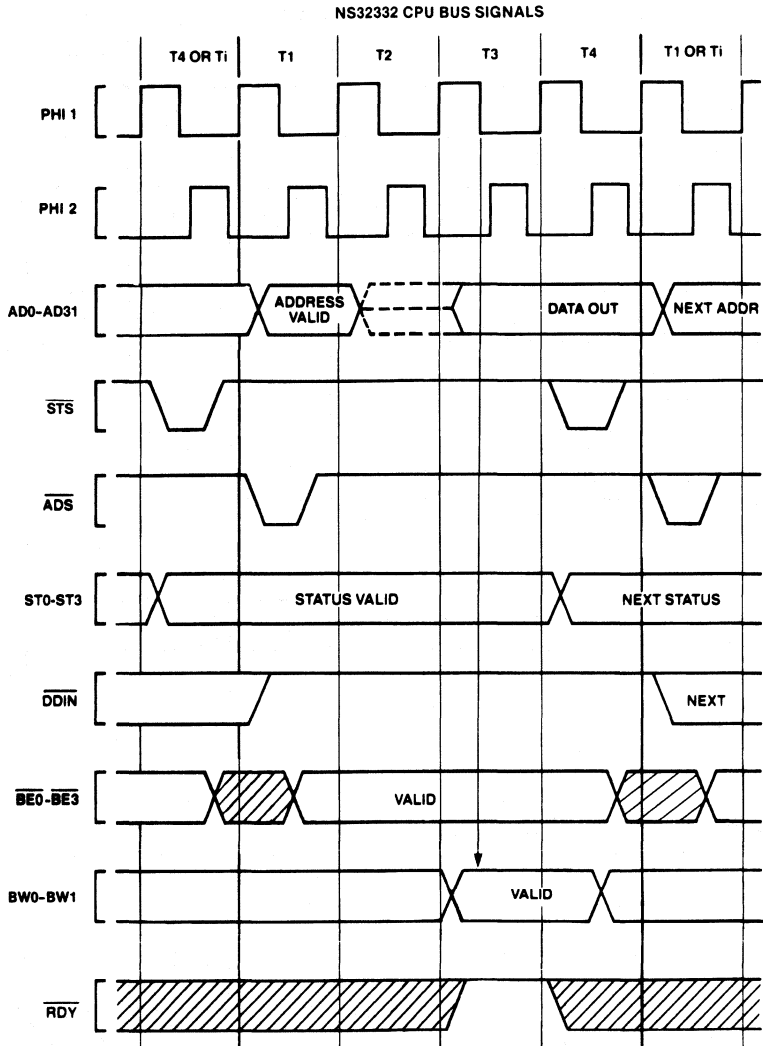 NS32332 CPU BUS SIGNALS
T4 OR Ti T1 T2 T3 T4 T1 OR Ti
PHI 1
PHI 2
AD0-AD31 ADDRESS VALID DATA OUT NEXT ADDR
STS
ADS
ST0-ST3 STATUS VALID NEXT STATUS
DDIN NEXT
BE0-BE3 VALID
BW0-BW1 VALID
RDY